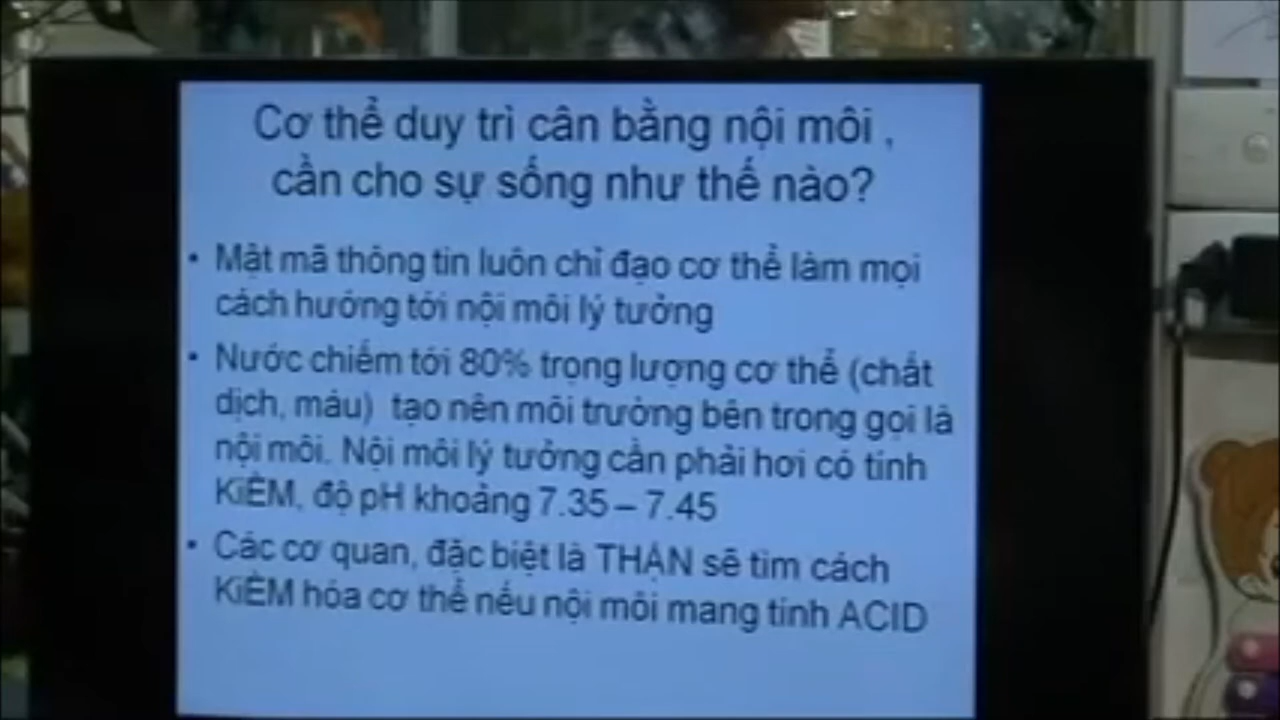 Cơ thể duy trì cân bằng nội môi ,
cần cho sự sống như thế nào?
• Mật mã thông tin luôn chỉ đạo cơ thể làm mọi
cách hướng tới nội môi lý tưởng
• Nước chiếm tới 80% trọng lượng cơ thể (chất
dịch, máu) tạo nên môi trường bên trong gọi là
nội môi. Nội môi lý tưởng cần phải hơi có tính
KiỀM, độ pH khoảng 7.35 – 7.45
• Các cơ quan, đặc biệt là THẬN sẽ tìm cách
KiỀM hóa cơ thể nếu nội môi mang tính ACID